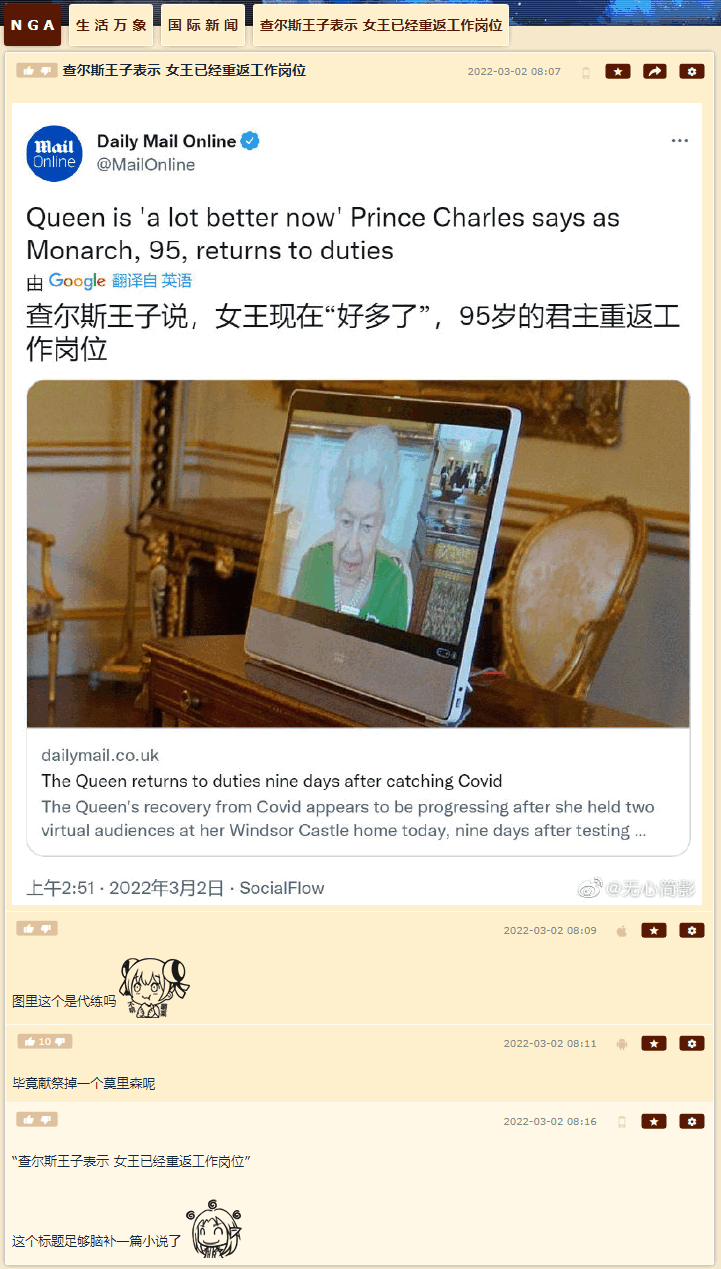 NGA 生活万象 国际新闻 查尔斯王子表示 女王已经重返工作岗位
查尔斯王子表示 女王已经重返工作岗位 2022-03-02 08:07
Mail Online
Daily Mail Online
@MailOnline
Queen is 'a lot better now' Prince Charles says as
Monarch, 95, returns to duties
由 Google 翻译自 英语
查尔斯王子说，女王现在“好多了”，95岁的君主重返工
作岗位
dailymail.co.uk
The Queen returns to duties nine days after catching Covid
The Queen's recovery from Covid appears to be progressing after she held two
virtual audiences at her Windsor Castle home today, nine days after testing ...
上午2:51 · 2022年3月2日 · SocialFlow
@无心简影
2022-03-02 08:09
图里这个是代练吗
10 2022-03-02 08:11
毕竟献祭掉一个莫里森呢
2022-03-02 08:16
“查尔斯王子表示 女王已经重返工作岗位”
这个标题足够脑补一篇小说了